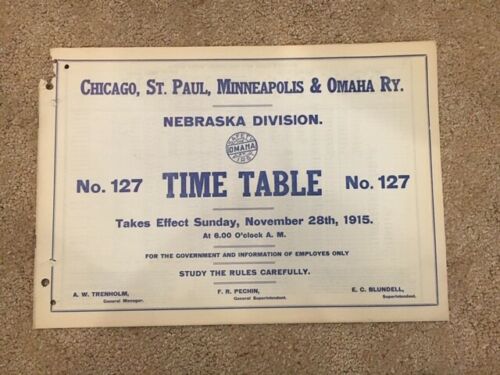 CHICAGO, ST. PAUL, MINNEAPOLIS & OMAHA RY.
NEBRASKA DIVISION.
SAFETY
OMAHA
FIRST
No. 127 TIME TABLE No. 127
Takes Effect Sunday, November 28th, 1915.
At 6.00 O'clock A. M.
FOR THE GOVERNMENT AND INFORMATION OF EMPLOYES ONLY
STUDY THE RULES CAREFULLY.
A. W. TRENHOLM, F. R. PECHIN, E. C. BLUNDELL,
General Manager. General Superintendent. Superintendent.